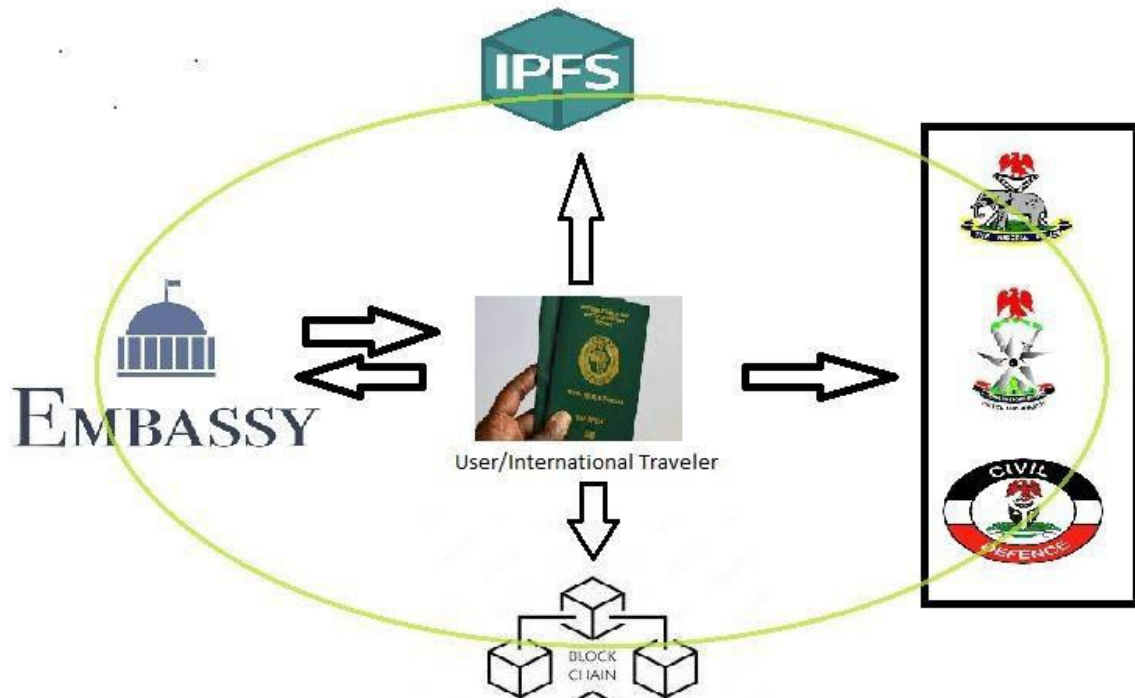 IPFS
EMBASSY
User/International Traveler
CIVIL
DEFENCE
BLOCK
CHAIN